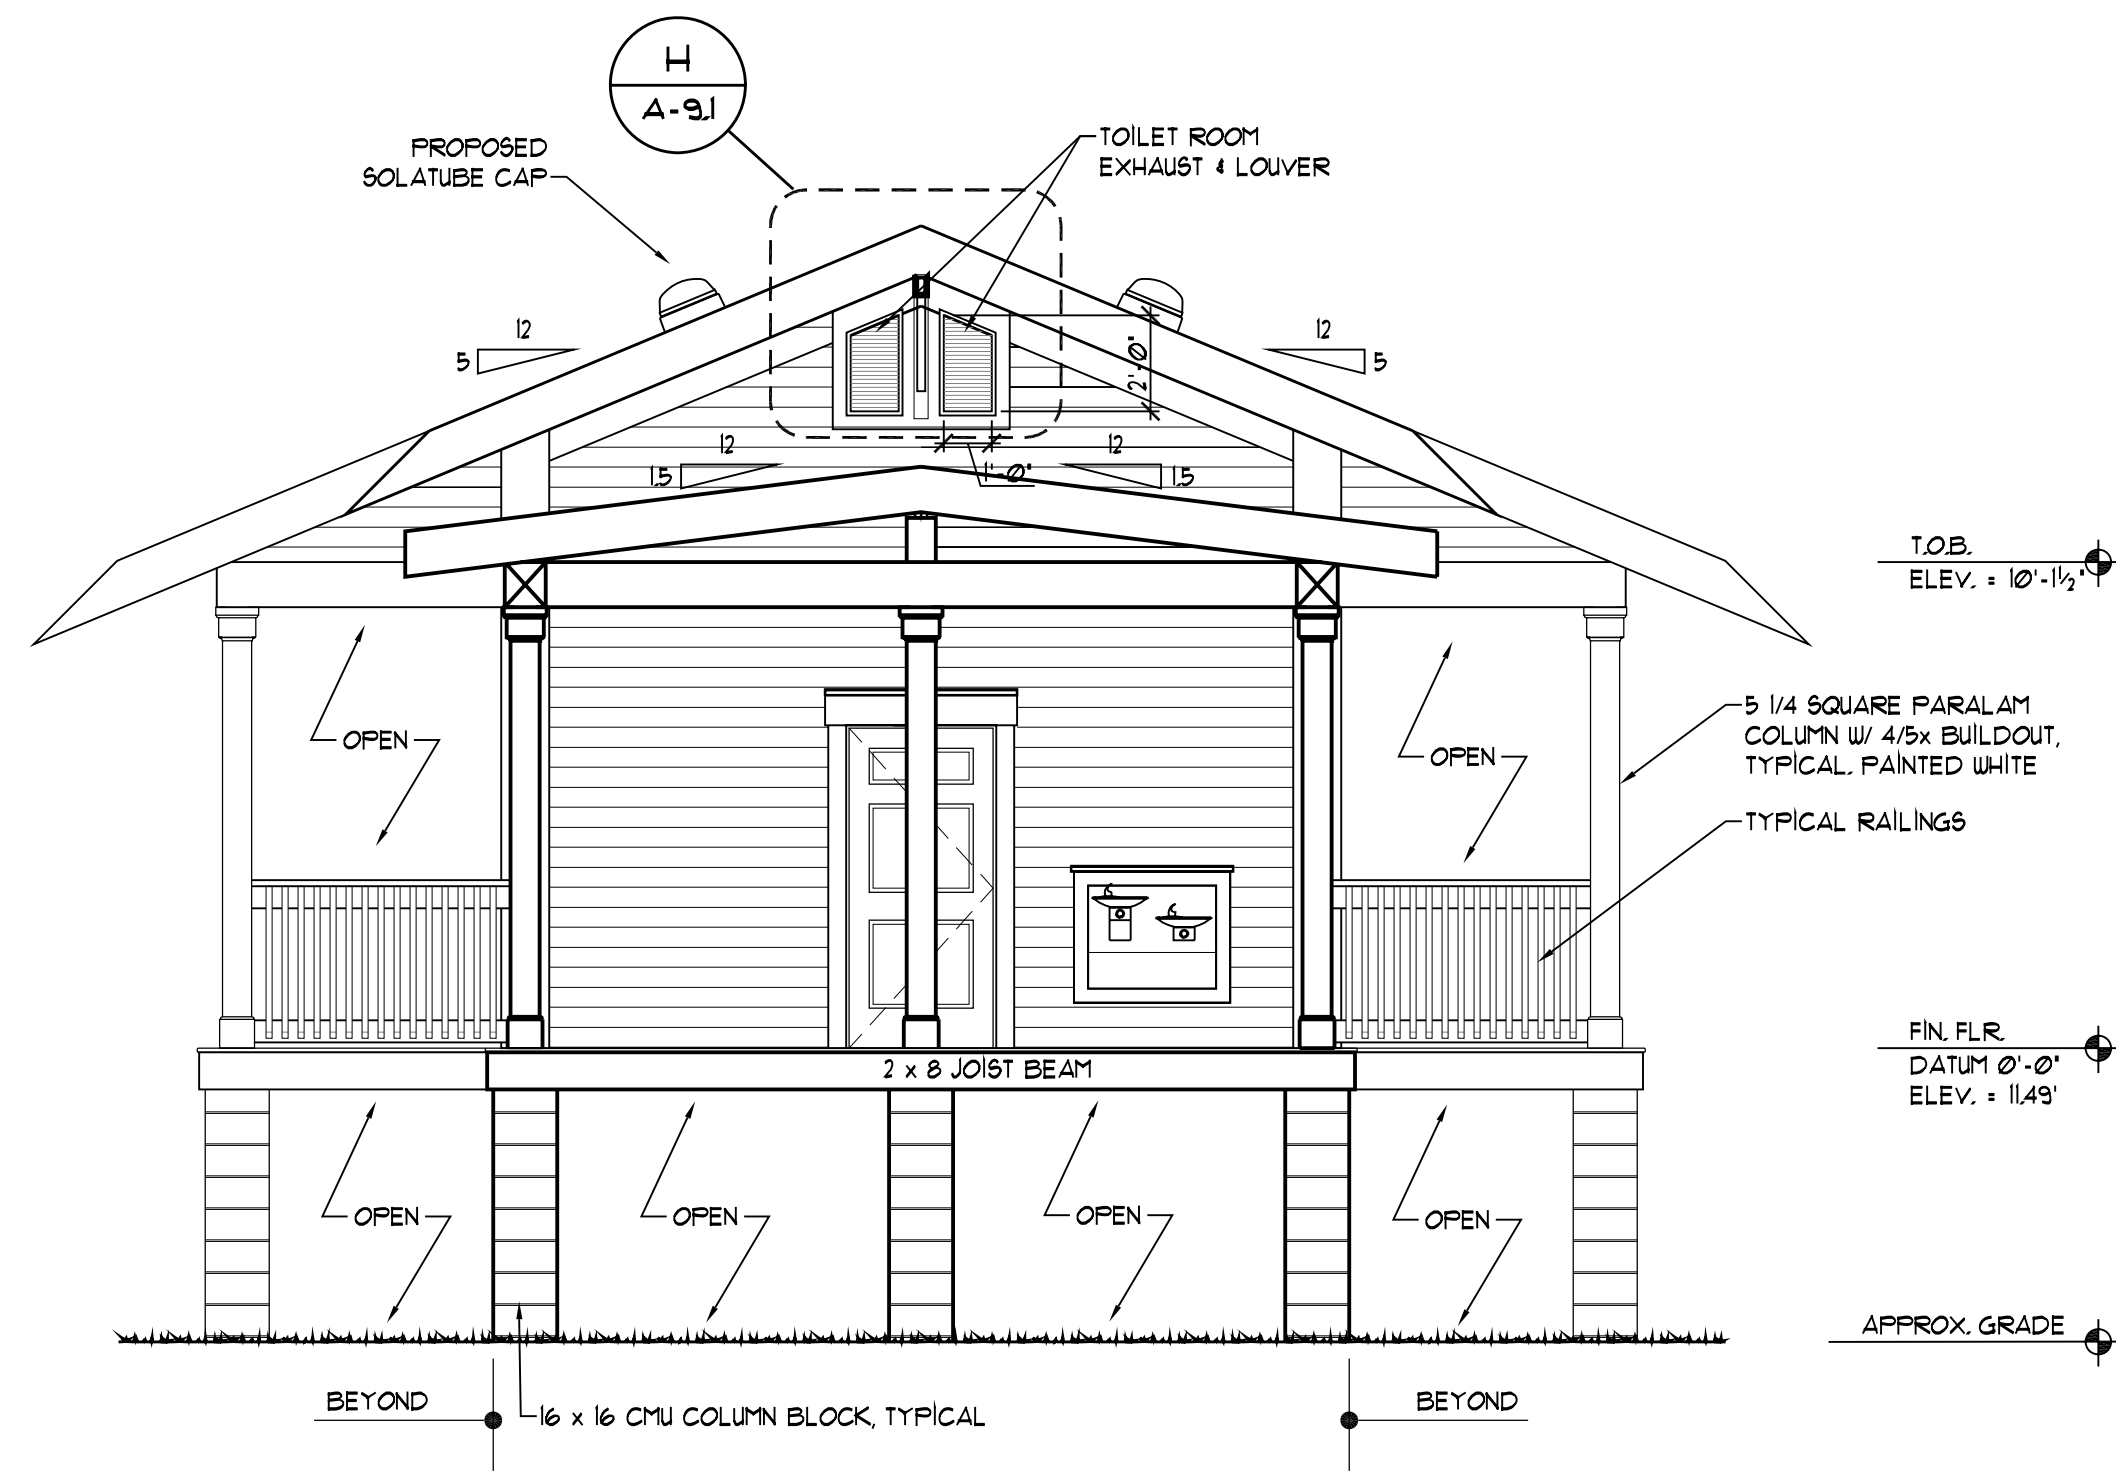 H
A-9.1
PROPOSED
SOLATUBE CAP
TOILET ROOM
EXHAUST & LOUVER
12
5
12
5
2'-0"
12
1.5
1'-0"
12
1.5
T.O.B.
ELEV. = 10'-1½"
OPEN
OPEN
5 1/4 SQUARE PARALAM
COLUMN W/ 4/5x BUILDOUT,
TYPICAL. PAINTED WHITE
TYPICAL RAILINGS
FIN. FLR.
DATUM 0'-0"
ELEV. = 11.49'
2 x 8 JOIST BEAM
OPEN
OPEN
OPEN
OPEN
APPROX. GRADE
BEYOND
16 x 16 CMU COLUMN BLOCK, TYPICAL
BEYOND